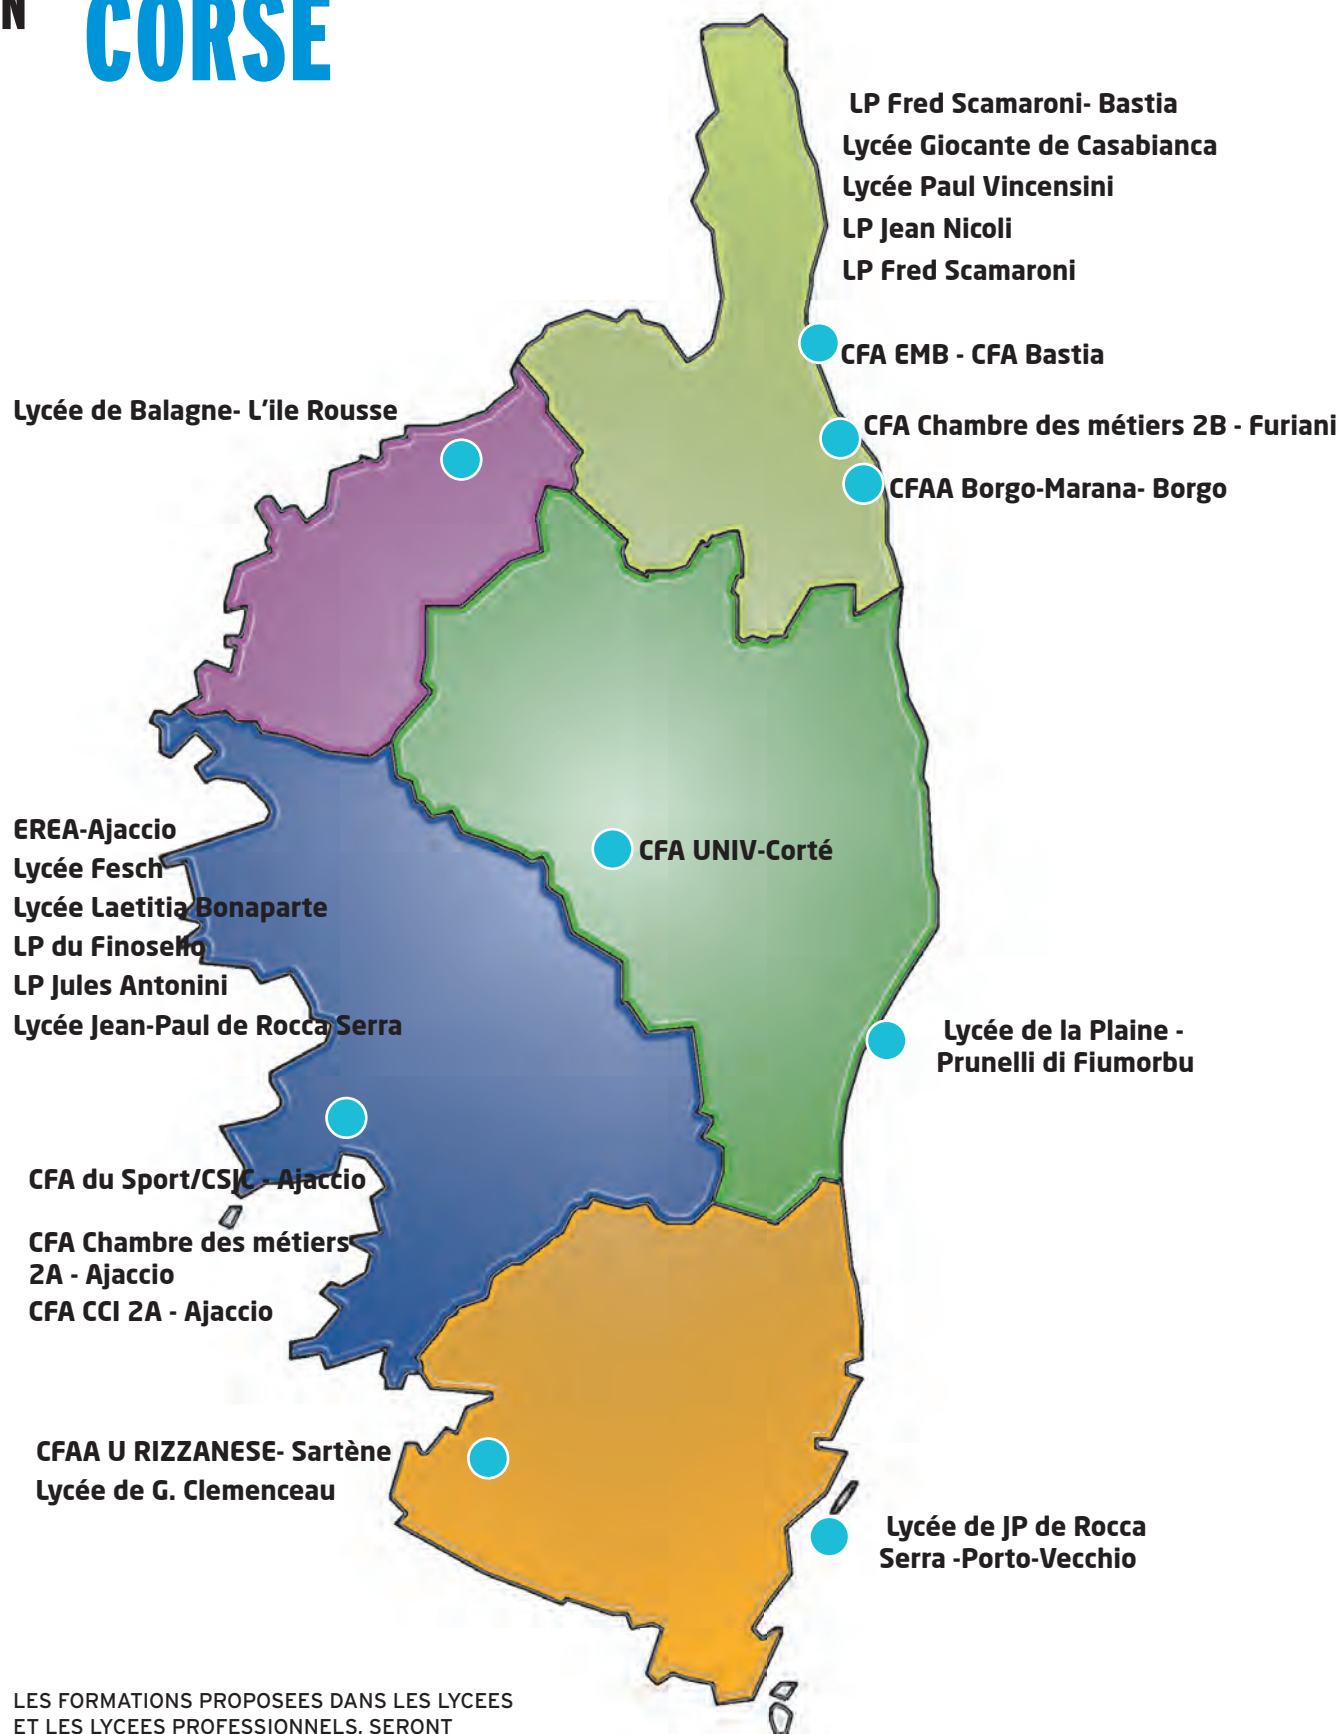 N
CORSE
LP Fred Scamaroni- Bastia
Lycée Giocante de Casabianca
Lycée Paul Vincensini
LP Jean Nicoli
LP Fred Scamaroni
CFA EMB - CFA Bastia
Lycée de Balagne- L'ile Rousse
CFA Chambre des métiers 2B - Furiani
CFAA Borgo-Marana- Borgo
EREA-Ajaccio
Lycée Fesch
Lycée Laetitia Bonaparte
LP du Finosello
LP Jules Antonini
Lycée Jean-Paul de Rocca Serra
CFA UNIV-Corté
Lycée de la Plaine -
Prunelli di Fiumorbu
CFA du Sport/CSJC - Ajaccio
CFA Chambre des métiers
2A - Ajaccio
CFA CCI 2A - Ajaccio
CFAA U RIZZANESE- Sartène
Lycée de G. Clemenceau
Lycée de JP de Rocca
Serra -Porto-Vecchio
LES FORMATIONS PROPOSEES DANS LES LYCEES
ET LES LYCEES PROFESSIONNELS, SERONT